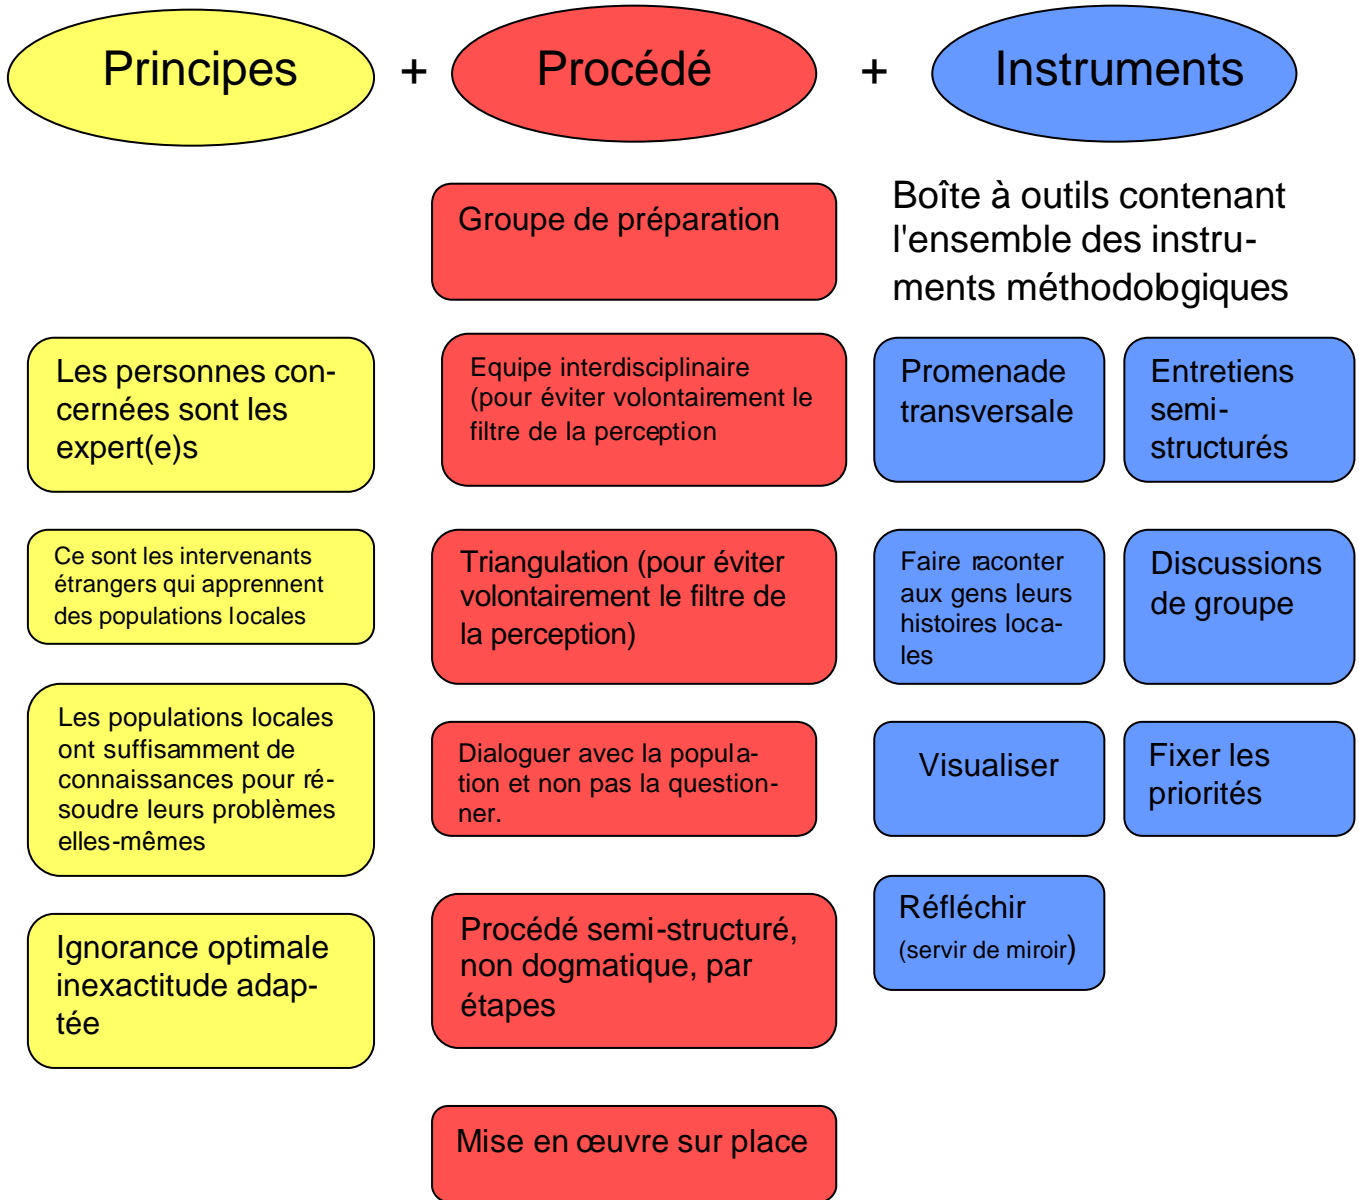 Principes + Procédé + Instruments
Groupe de préparation
Boîte à outils contenant
l'ensemble des instru-
ments méthodologiques
Les personnes con-
cernées sont les
expert(e)s
Equipe interdisciplinaire
(pour éviter volontairement le
filtre de la perception
Promenade
transversale
Entretiens
semi-
structurés
Ce sont les intervenants
étrangers qui apprennent
des populations locales
Triangulation (pour éviter
volontairement le filtre de
la perception)
Faire raconter
aux gens leurs
histoires loca-
les
Discussions
de groupe
Les populations locales
ont suffisamment de
connaissances pour ré-
soudre leurs problèmes
elles-mêmes
Dialoguer avec la popula-
tion et non pas la question-
ner.
Visualiser
Fixer les
priorités
Ignorance optimale
inexactitude adap-
tée
Procédé semi-structuré,
non dogmatique, par
étapes
Réfléchir
(servir de miroir)
Mise en œuvre sur place